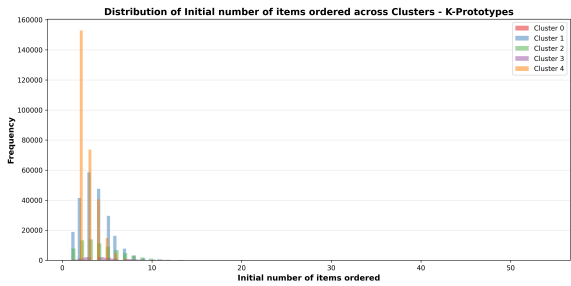 Distribution of Initial number of items ordered across Clusters - K-Prototypes
Cluster 0
Cluster 1
Cluster 2
Cluster 3
Cluster 4
160000
140000
120000
100000
80000
60000
40000
20000
0
Frequency
0 10 20 30 40 50
Initial number of items ordered